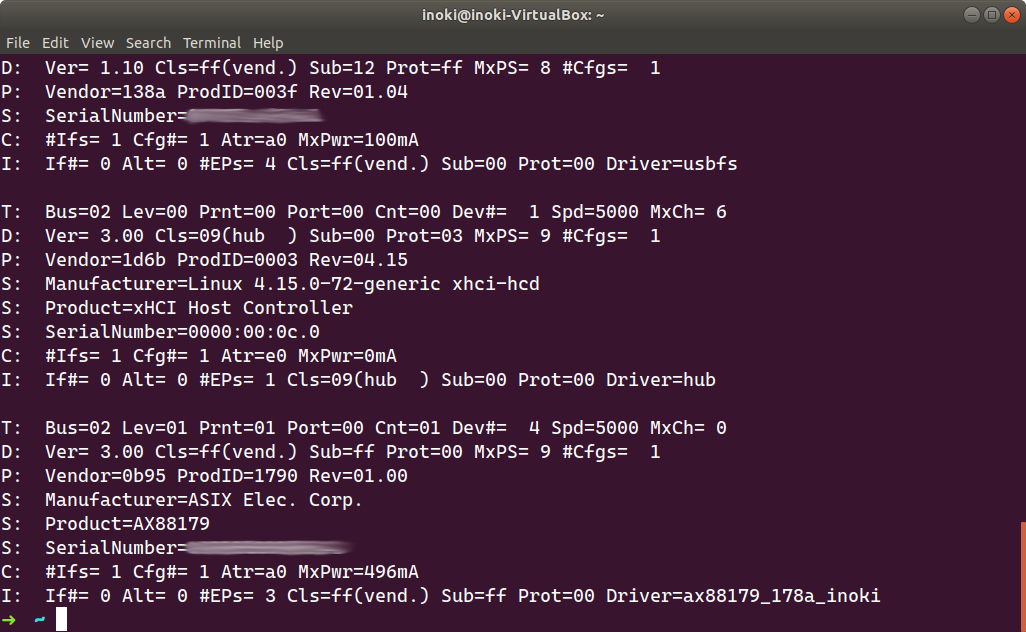 inoki@inoki-VirtualBox: ~
File Edit View Search Terminal Help
D:  Ver= 1.10 Cls=ff(vend.) Sub=12 Prot=ff MxPS= 8 #Cfgs=  1
P:  Vendor=138a ProdID=003f Rev=01.04
S:  SerialNumber=
C:  #Ifs= 1 Cfg#= 1 Atr=a0 MxPwr=100mA
I:  If#= 0 Alt= 0 #EPs= 4 Cls=ff(vend.) Sub=00 Prot=00 Driver=usbfs
T:  Bus=02 Lev=00 Prnt=00 Port=00 Cnt=00 Dev#=  1 Spd=5000 MxCh= 6
D:  Ver= 3.00 Cls=09(hub  ) Sub=00 Prot=03 MxPS= 9 #Cfgs=  1
P:  Vendor=1d6b ProdID=0003 Rev=04.15
S:  Manufacturer=Linux 4.15.0-72-generic xhci-hcd
S:  Product=xHCI Host Controller
S:  SerialNumber=0000:00:0c.0
C:  #Ifs= 1 Cfg#= 1 Atr=e0 MxPwr=0mA
I:  If#= 0 Alt= 0 #EPs= 1 Cls=09(hub  ) Sub=00 Prot=00 Driver=hub
T:  Bus=02 Lev=01 Prnt=01 Port=00 Cnt=01 Dev#=  4 Spd=5000 MxCh= 0
D:  Ver= 3.00 Cls=ff(vend.) Sub=ff Prot=00 MxPS= 9 #Cfgs=  1
P:  Vendor=0b95 ProdID=1790 Rev=01.00
S:  Manufacturer=ASIX Elec. Corp.
S:  Product=AX88179
S:  SerialNumber=
C:  #Ifs= 1 Cfg#= 1 Atr=a0 MxPwr=496mA
I:  If#= 0 Alt= 0 #EPs= 3 Cls=ff(vend.) Sub=ff Prot=00 Driver=ax88179_178a_inoki
➜  ~